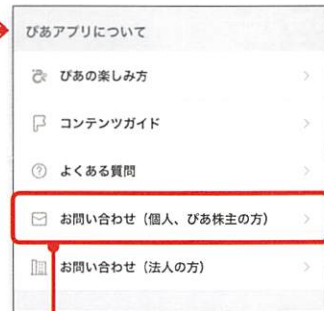 ぴあアプリについて
ぴあの楽しみ方
コンテンツガイド
よくある質問
お問い合わせ（個人、ぴあ株主の方）
お問い合わせ（法人の方）